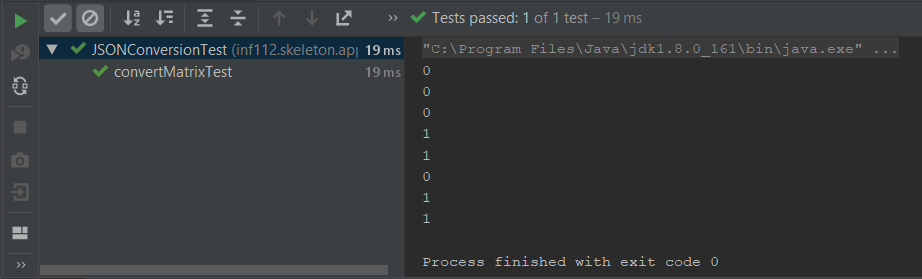 Tests passed: 1 of 1 test – 19 ms
JSONConversionTest (inf112.skeleton.app 19 ms
convertMatrixTest 19 ms
"C:\Program Files\Java\jdk1.8.0_161\bin\java.exe" ...
0
0
0
1
1
0
1
1
Process finished with exit code 0